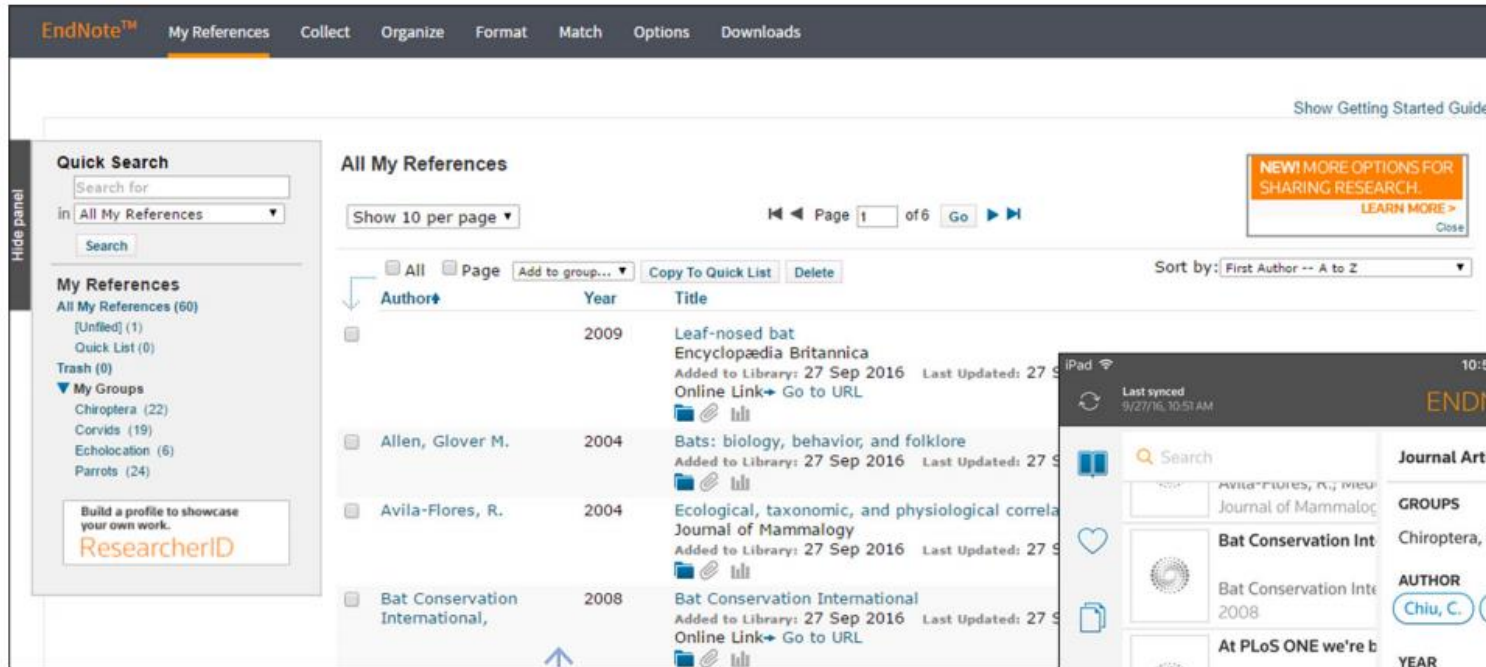 EndNote™ My References Collect Organize Format Match Options Downloads
Show Getting Started Guide
Hide panel
Quick Search
Search for
in All My References
Search
My References
All My References (60)
[Unfiled] (1)
Quick List (0)
Trash (0)
My Groups
Chiroptera (22)
Corvids (19)
Echolocation (6)
Parrots (24)
Build a profile to showcase
your own work.
ResearcherID
All My References
Show 10 per page
Page 1 of 6 Go
NEW! MORE OPTIONS FOR
SHARING RESEARCH.
LEARN MORE >
Close
All Page Add to group... Copy To Quick List Delete
Sort by: First Author -- A to Z
Author Year Title
2009 Leaf-nosed bat
Encyclopædia Britannica
Added to Library: 27 Sep 2016 Last Updated: 27 S
Online Link Go to URL
Allen, Glover M. 2004 Bats: biology, behavior, and folklore
Added to Library: 27 Sep 2016 Last Updated: 27 S
Avila-Flores, R. 2004 Ecological, taxonomic, and physiological correla
Journal of Mammalogy
Added to Library: 27 Sep 2016 Last Updated: 27 S
Bat Conservation 2008 Bat Conservation International
International,
Added to Library: 27 Sep 2016 Last Updated: 27 S
Online Link Go to URL
iPad 10:5
Last synced
9/27/16, 10:51 AM
ENDN
Search
Journal of Mammalog
Bat Conservation Int
Bat Conservation Inte
2008
At PLoS ONE we're b
Journal Art
GROUPS
Chiroptera,
AUTHOR
Chiu, C.
YEAR